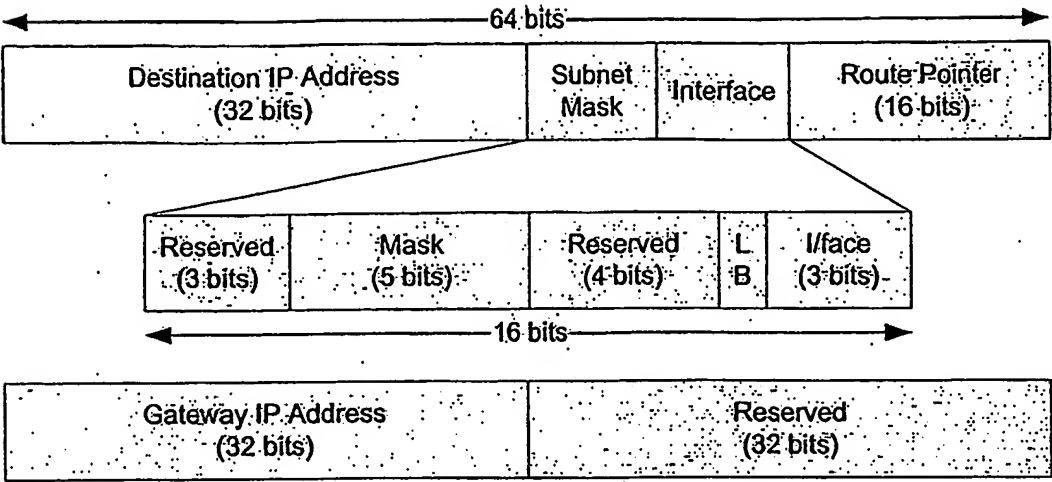 64 bits
Destination IP Address
(32 bits)
Subnet
Mask
Interface
Route Pointer
(16 bits)
Reserved
(3 bits)
Mask
(5 bits)
Reserved
(4 bits)
L
B
I/face
(3 bits)
16 bits
Gateway IP Address
(32 bits)
Reserved
(32 bits)